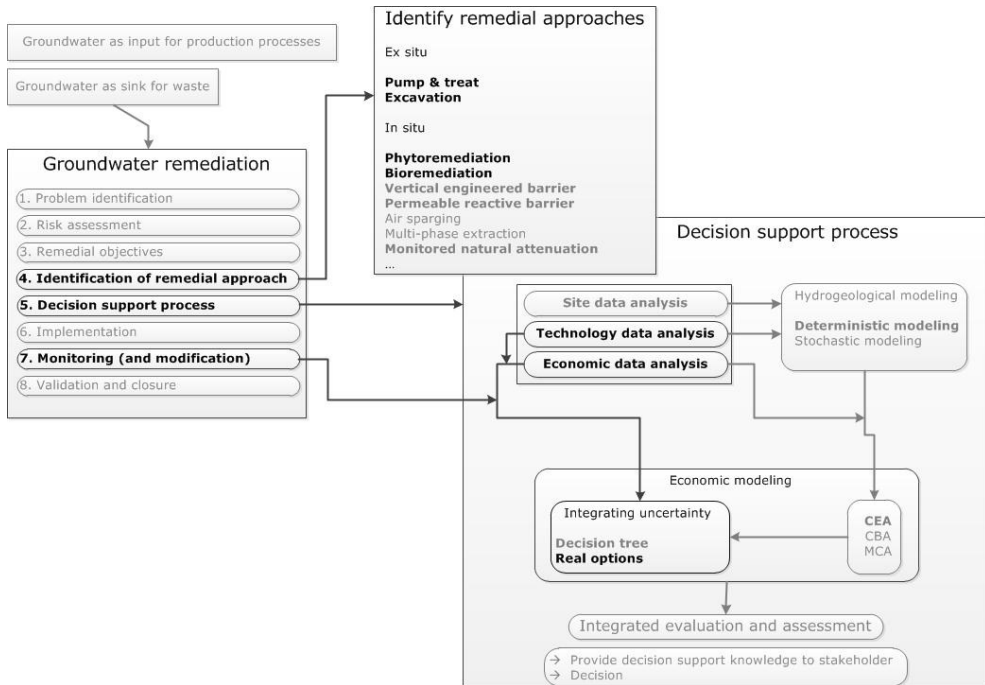 Groundwater as input for production processes
Groundwater as sink for waste
Groundwater remediation
1. Problem identification
2. Risk assessment
3. Remedial objectives
4. Identification of remedial approach
5. Decision support process
6. Implementation
7. Monitoring (and modification)
8. Validation and closure
Identify remedial approaches
Ex situ
Pump & treat
Excavation
In situ
Phytoremediation
Bioremediation
Vertical engineered barrier
Permeable reactive barrier
Air sparging
Multi-phase extraction
Monitored natural attenuation
...
Decision support process
Site data analysis
Technology data analysis
Economic data analysis
Hydrogeological modeling
Deterministic modeling
Stochastic modeling
Economic modeling
Integrating uncertainty
Decision tree
Real options
CEA
CBA
MCA
Integrated evaluation and assessment
→ Provide decision support knowledge to stakeholder
→ Decision